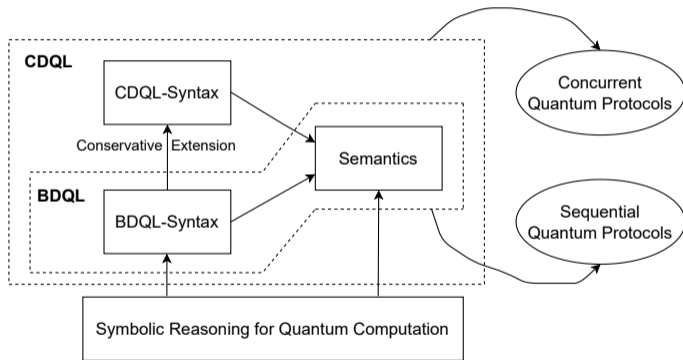 CDQL
CDQL-Syntax
Concurrent
Quantum Protocols
Conservative Extension
Semantics
BDQL
BDQL-Syntax
Sequential
Quantum Protocols
Symbolic Reasoning for Quantum Computation